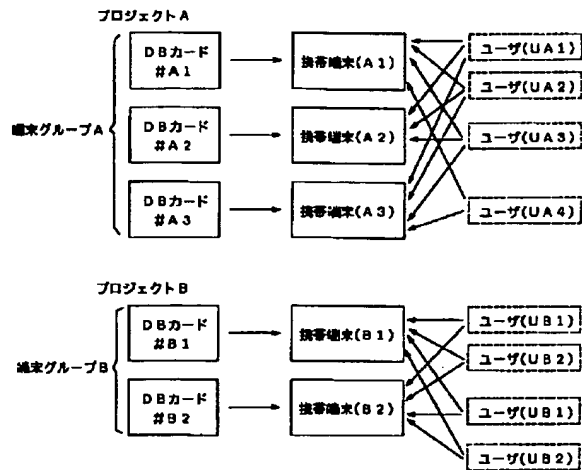 プロジェクトA
DBカード
#A1
携帯端末(A1)
ユーザ(UA1)
ユーザ(UA2)
端末グループA
DBカード
#A2
携帯端末(A2)
ユーザ(UA3)
DBカード
#A3
携帯端末(A3)
ユーザ(UA4)
プロジェクトB
DBカード
#B1
携帯端末(B1)
ユーザ(UB1)
ユーザ(UB2)
端末グループB
DBカード
#B2
携帯端末(B2)
ユーザ(UB1)
ユーザ(UB2)